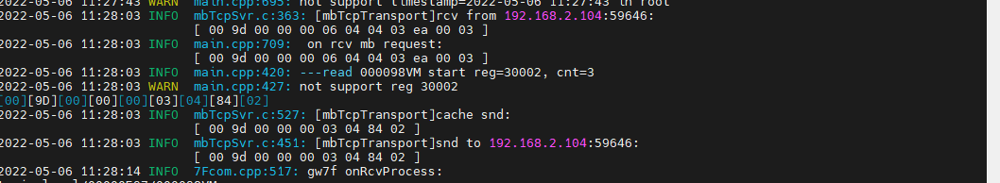 2022-05-06 11:27:43 WARN  main.cpp:695: not support timestamp=2022-05-06 11:27:43 in root
2022-05-06 11:28:03 INFO  mbTcpSvr.c:363: [mbTcpTransport]rcv from 192.168.2.104:59646:
[ 00 9d 00 00 00 06 04 04 03 ea 00 03 ]
2022-05-06 11:28:03 INFO  main.cpp:709:  on rcv mb request:
[ 00 9d 00 00 00 06 04 04 03 ea 00 03 ]
2022-05-06 11:28:03 INFO  main.cpp:420: ---read 000098VM start reg=30002, cnt=3
2022-05-06 11:28:03 WARN  main.cpp:427: not support reg 30002
[00][9D][00][00][00][03][04][84][02]
2022-05-06 11:28:03 INFO  mbTcpSvr.c:527: [mbTcpTransport]cache snd:
[ 00 9d 00 00 00 03 04 84 02 ]
2022-05-06 11:28:03 INFO  mbTcpSvr.c:451: [mbTcpTransport]snd to 192.168.2.104:59646:
[ 00 9d 00 00 00 03 04 84 02 ]
2022-05-06 11:28:14 INFO  7Fcom.cpp:517: gw7f onRcvProcess: